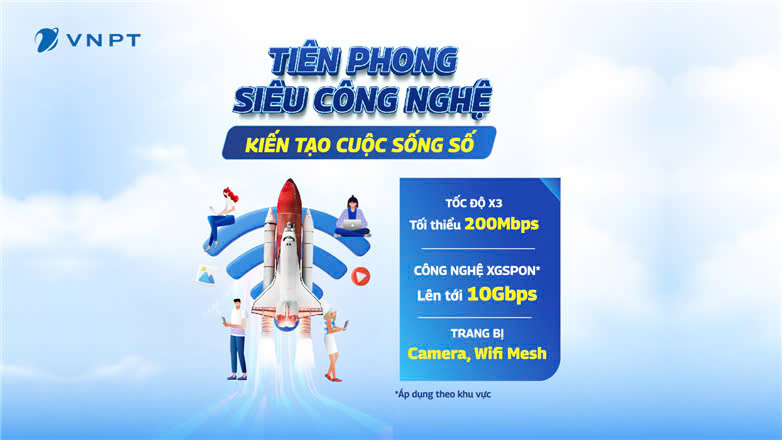 VNPT
TIÊN PHONG
SIÊU CÔNG NGHỆ
KIẾN TẠO CUỘC SỐNG SỐ
TỐC ĐỘ X3
Tối thiểu 200Mbps
CÔNG NGHỆ XGSPON*
Lên tới 10Gbps
TRANG BỊ
Camera, Wifi Mesh
*Áp dụng theo khu vực